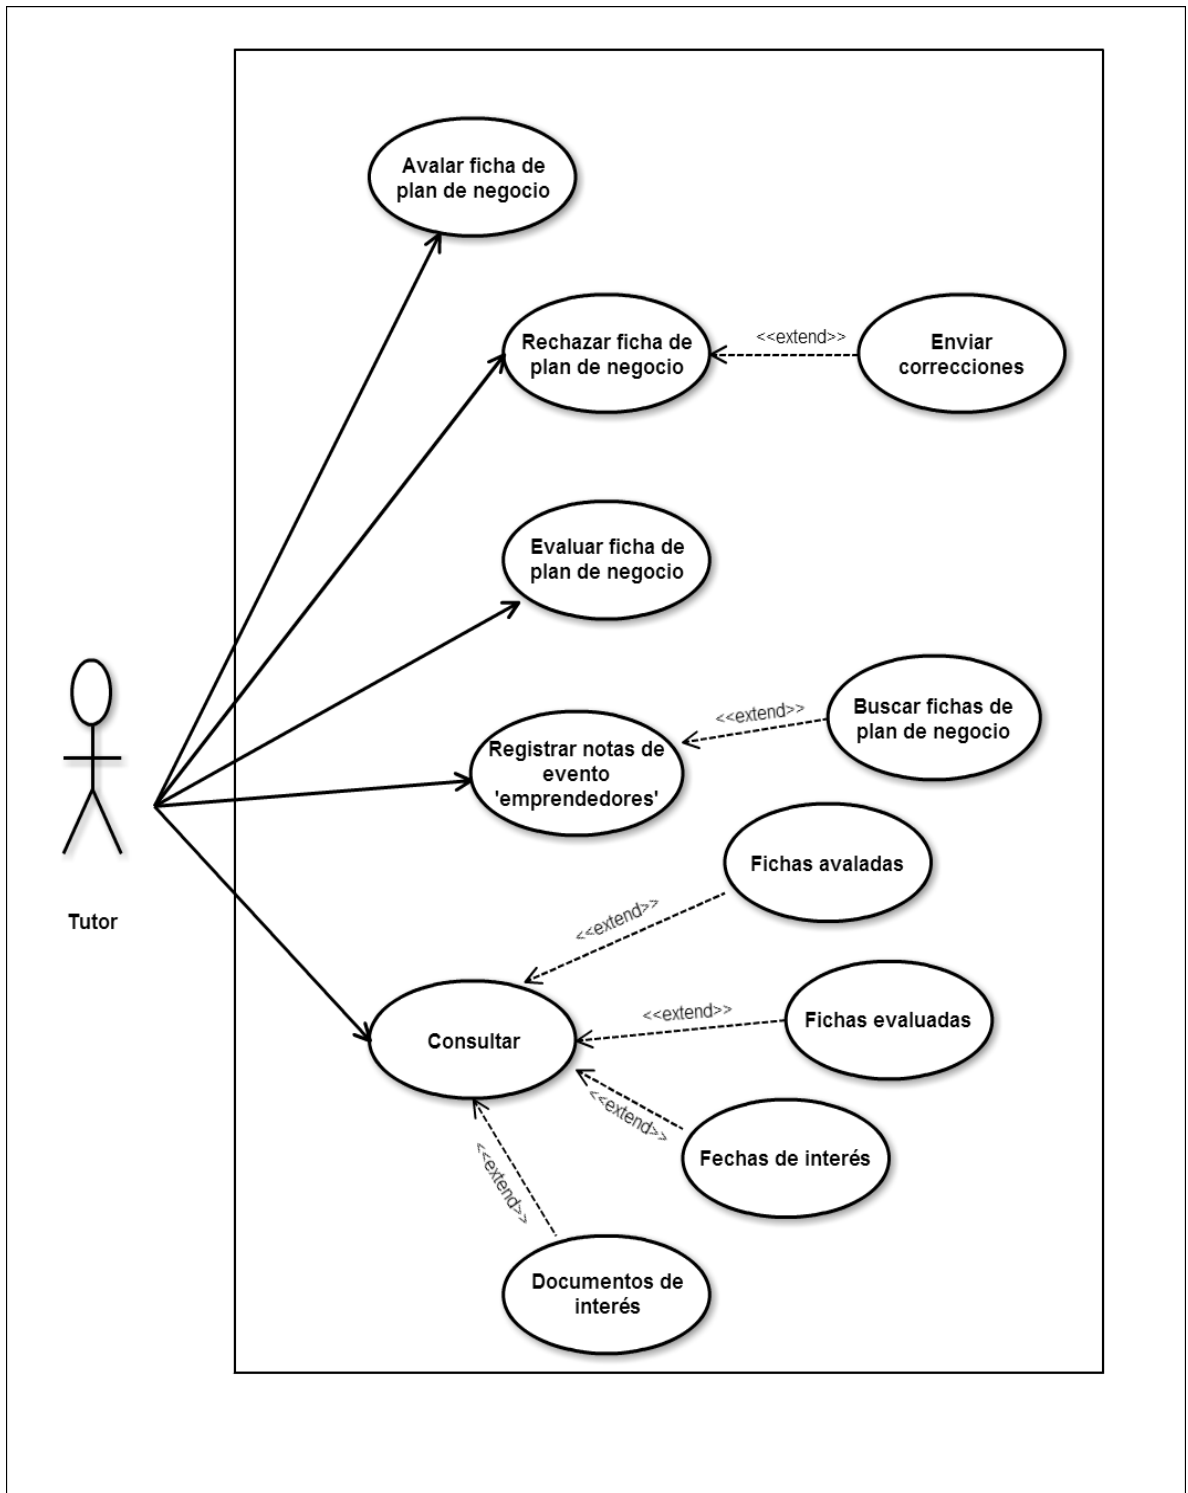 Avalar ficha de
plan de negocio
Rechazar ficha de
plan de negocio
<<extend>>
Enviar
correcciones
Evaluar ficha de
plan de negocio
Registrar notas de
evento
'emprendedores'
<<extend>>
Buscar fichas de
plan de negocio
Tutor
Fichas avaladas
<<extend>>
Consultar
<<extend>>
Fichas evaluadas
<<extend>>
Fechas de interés
<<extend>>
Documentos de
interés